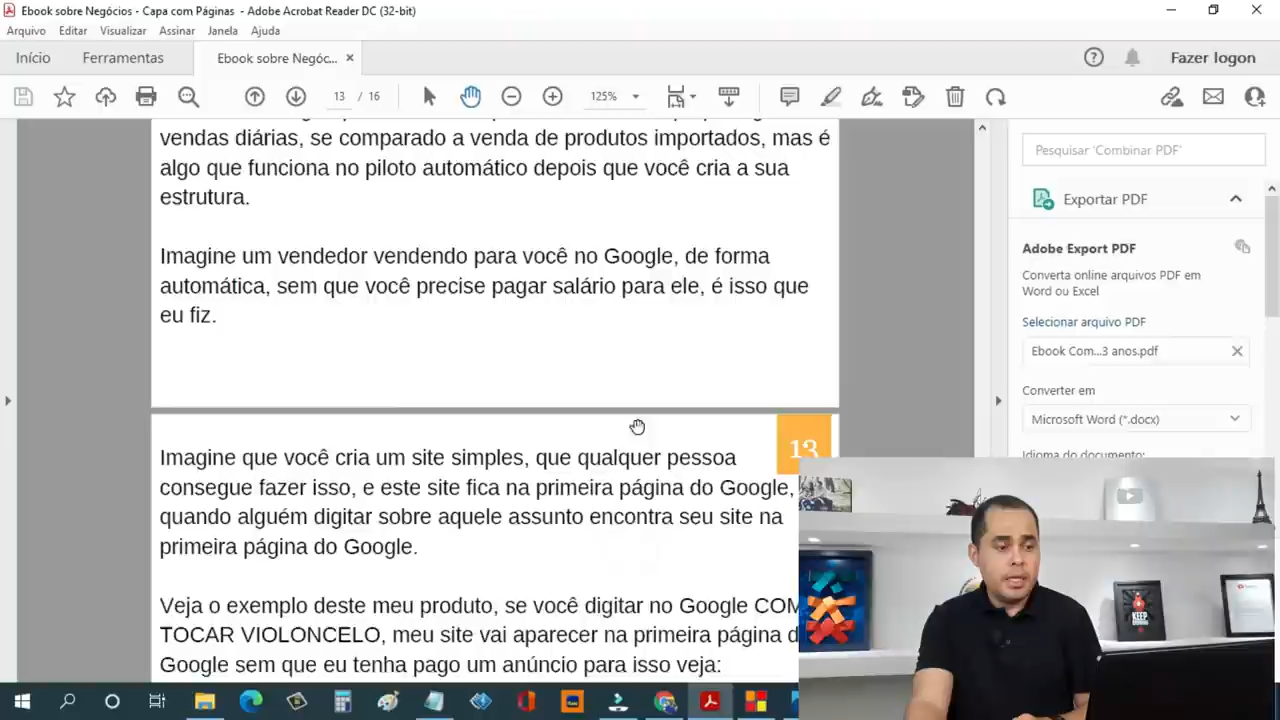 Ebook sobre Negócios - Capa com Páginas - Adobe Acrobat Reader DC (32-bit)
Arquivo Editar Visualizar Assinar Janela Ajuda
Início Ferramentas Ebook sobre Negóc... Fazer logon
13 / 16 125%
vendas diárias, se comparado a venda de produtos importados, mas é
algo que funciona no piloto automático depois que você cria a sua
estrutura.
Imagine um vendedor vendendo para você no Google, de forma
automática, sem que você precise pagar salário para ele, é isso que
eu fiz.
13
Imagine que você cria um site simples, que qualquer pessoa
consegue fazer isso, e este site fica na primeira página do Google,
quando alguem digitar sobre aquele assunto encontra seu site na
primeira página do Google.
Veja o exemplo deste meu produto, se você digitar no Google COM
TOCAR VIOLONCELO, meu site vai aparecer na primeira página d
Google sem que eu tenha pago um anúncio para isso veja:
Pesquisar 'Combinar PDF'
Exportar PDF
Adobe Export PDF
Converta online arquivos PDF em
Word ou Excel
Selecionar arquivo PDF
Ebook Com...3 anos.pdf
Converter em
Microsoft Word (*.docx)
Idioma do documento:
KEEP